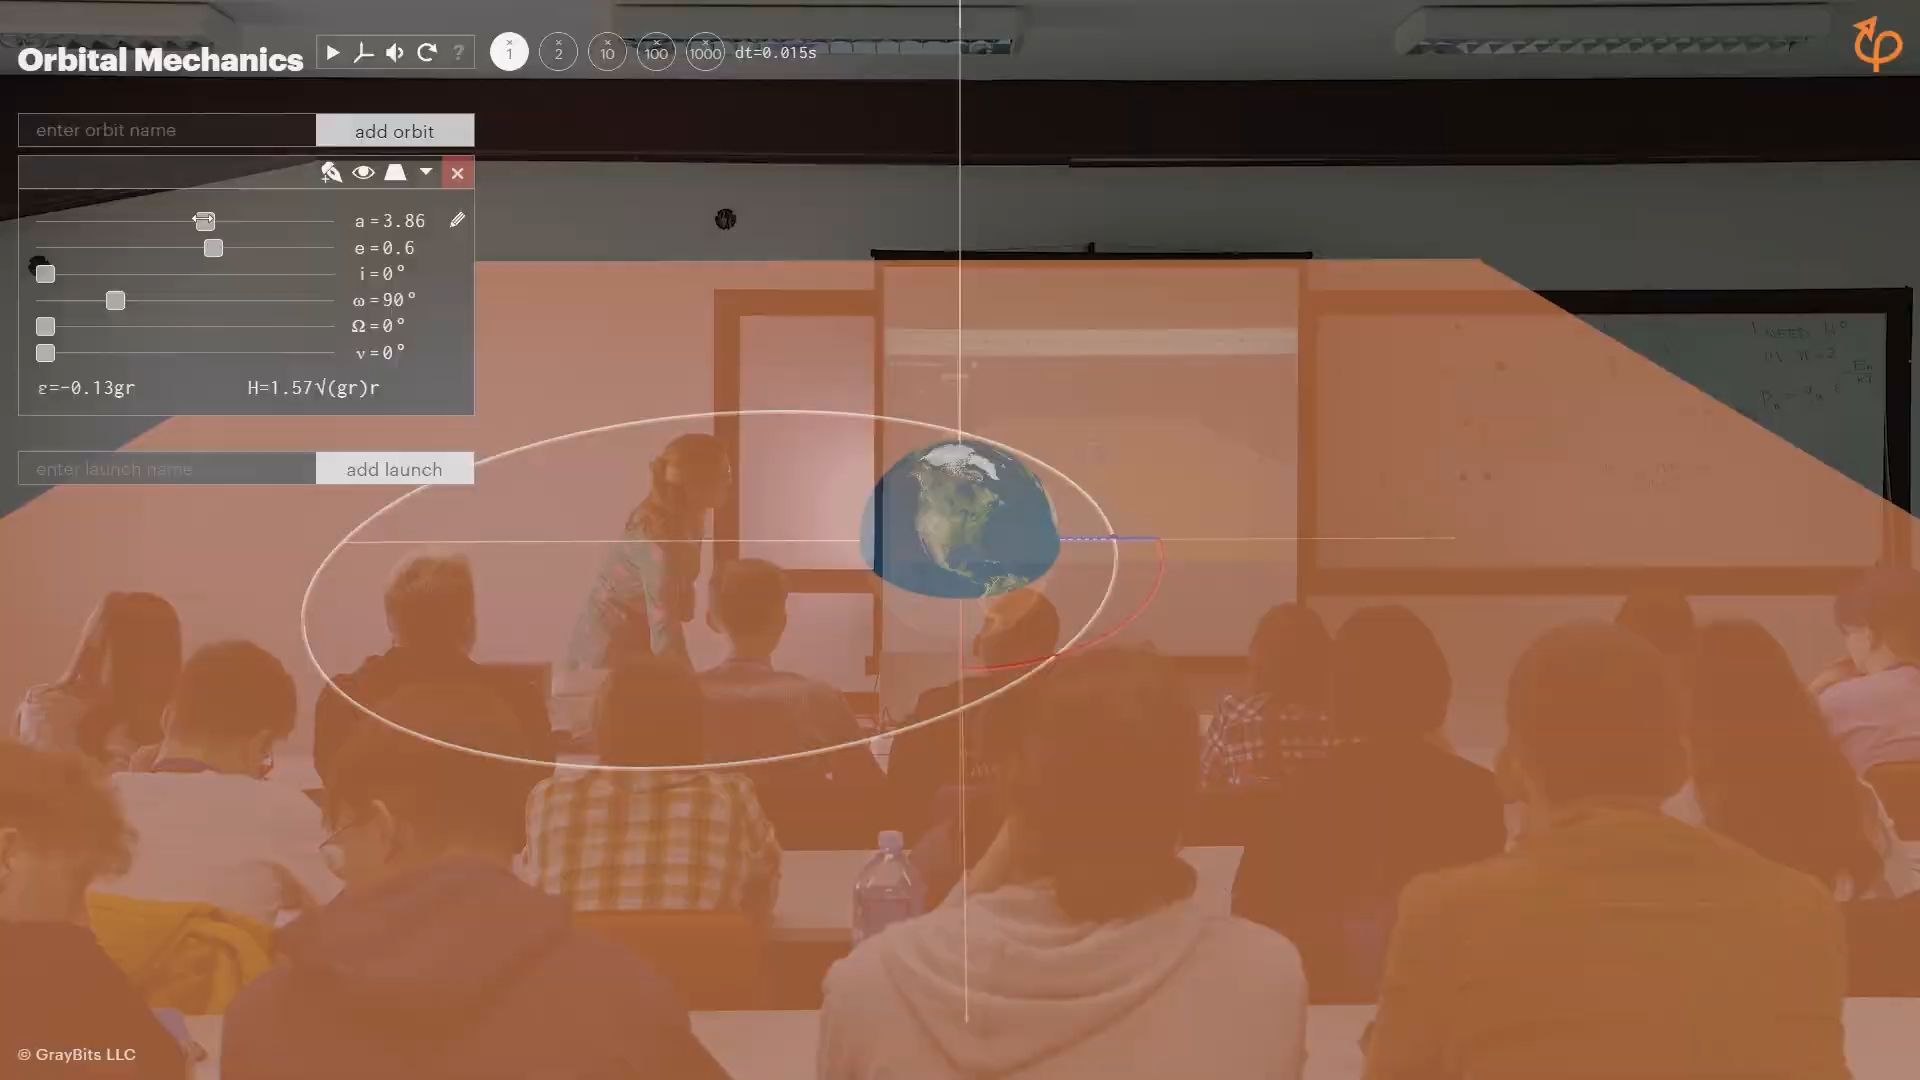 Orbital Mechanics
?
×
1
×
2
×
10
×
100
×
1000
dt=0.015s
enter orbit name
add orbit
a=3.86
e=0.6
i=0°
ω=90°
Ω=0°
ν=0°
ε=-0.13gr
H=1.57√(gr)r
enter launch name
add launch
I NEED
© GrayBits LLC